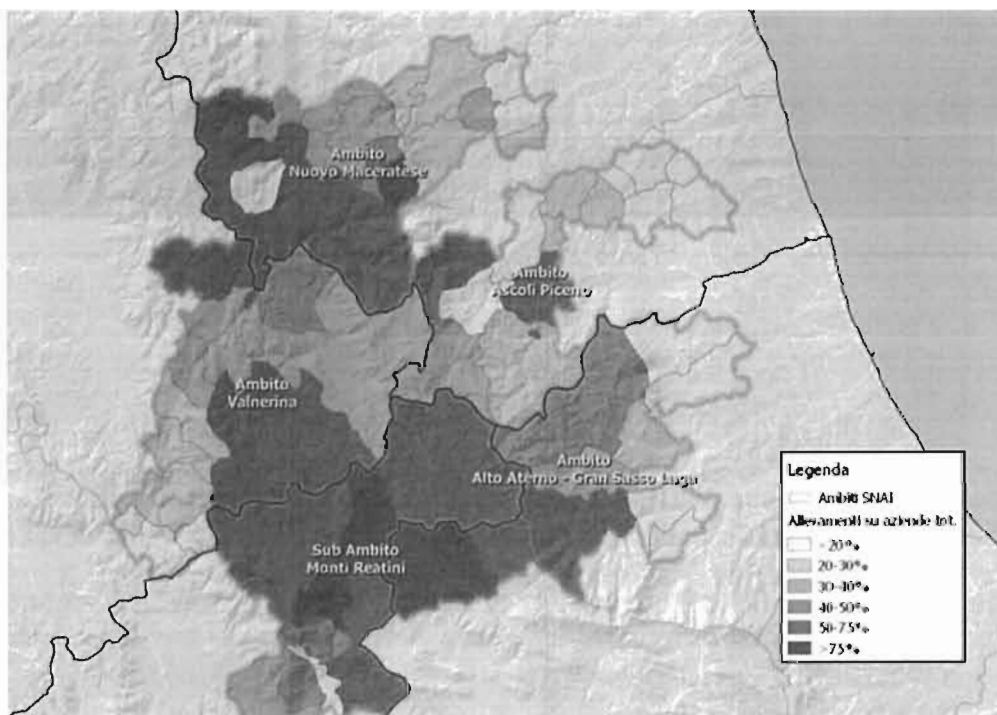 Ambito
Nuovo Maceratese
Ambito
Ascoli Piceno
Ambito
Valnerina
Ambito
Alto Aterno - Gran Sasso Laga
Sub Ambito
Monti Reatini
Legenda
Ambiti SNAI
Allevamenti su aziende tot.
<20%
20-30%
30-40%
40-50%
50-75%
>75%